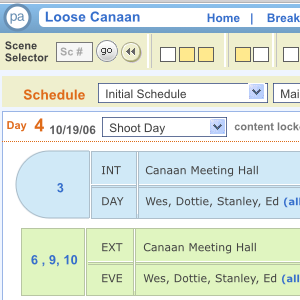 pa Loose Canaan Home | Break
Scene Selector Sc # go
Schedule Initial Schedule Mai
Day 4 10/19/06 Shoot Day content lock
3 INT Canaan Meeting Hall
DAY Wes, Dottie, Stanley, Ed (all
6 , 9, 10 EXT Canaan Meeting Hall
EVE Wes, Dottie, Stanley, Ed (al